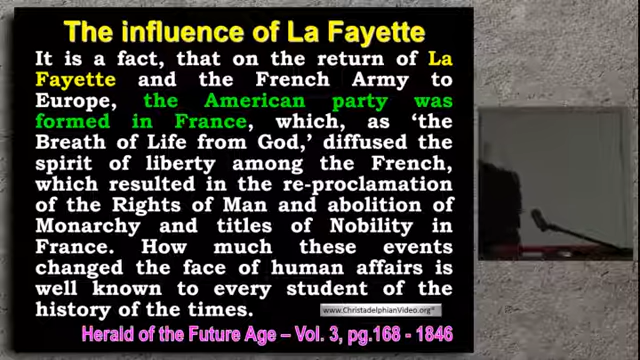 The influence of La Fayette
It is a fact, that on the return of La
Fayette and the French Army to
Europe, the American party was
formed in France, which, as ‘the
Breath of Life from God,’ diffused the
spirit of liberty among the French,
which resulted in the re-proclamation
of the Rights of Man and abolition of
Monarchy and titles of Nobility in
France. How much these events
changed the face of human affairs is
well known to every student of the
history of the times.
www.ChristadelphianVideo.org
Herald of the Future Age – Vol. 3, pg.168 - 1846